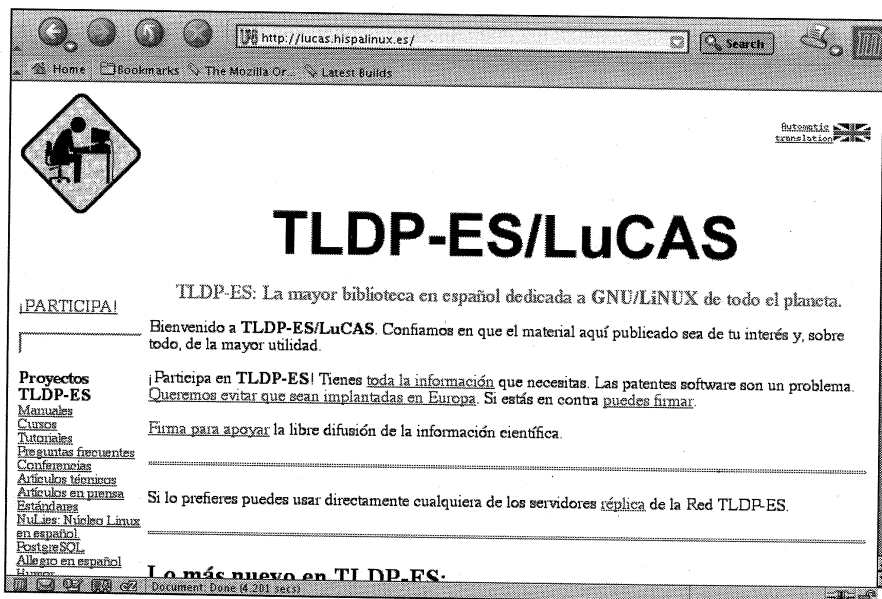 http://lucas.hispalinux.es/
Search
Home Bookmarks The Mozilla Or... Latest Builds
Automatic
translation
TLDP-ES/LuCAS
TLDP-ES: La mayor biblioteca en español dedicada a GNU/LiNUX de todo el planeta.
¡PARTICIPA!
Bienvenido a TLDP-ES/LuCAS. Confiamos en que el material aquí publicado sea de tu interés y, sobre
todo, de la mayor utilidad.
¡Participa en TLDP-ES! Tienes toda la información que necesitas. Las patentes software son un problema.
Queremos evitar que sean implantadas en Europa. Si estás en contra puedes firmar.
Firma para apoyar la libre difusión de la información científica.
Si lo prefieres puedes usar directamente cualquiera de los servidores réplica de la Red TLDP-ES.
Lo más nuevo en TLDP-ES:
Proyectos
TLDP-ES
Manuales
Cursos
Tutoriales
Preguntas frecuentes
Conferencias
Artículos técnicos
Artículos en prensa
Estándares
NuLies: Núcleo Linux
en español.
PostgreSQL
Allegro en español
Humor
Document: Done (4.201 secs)